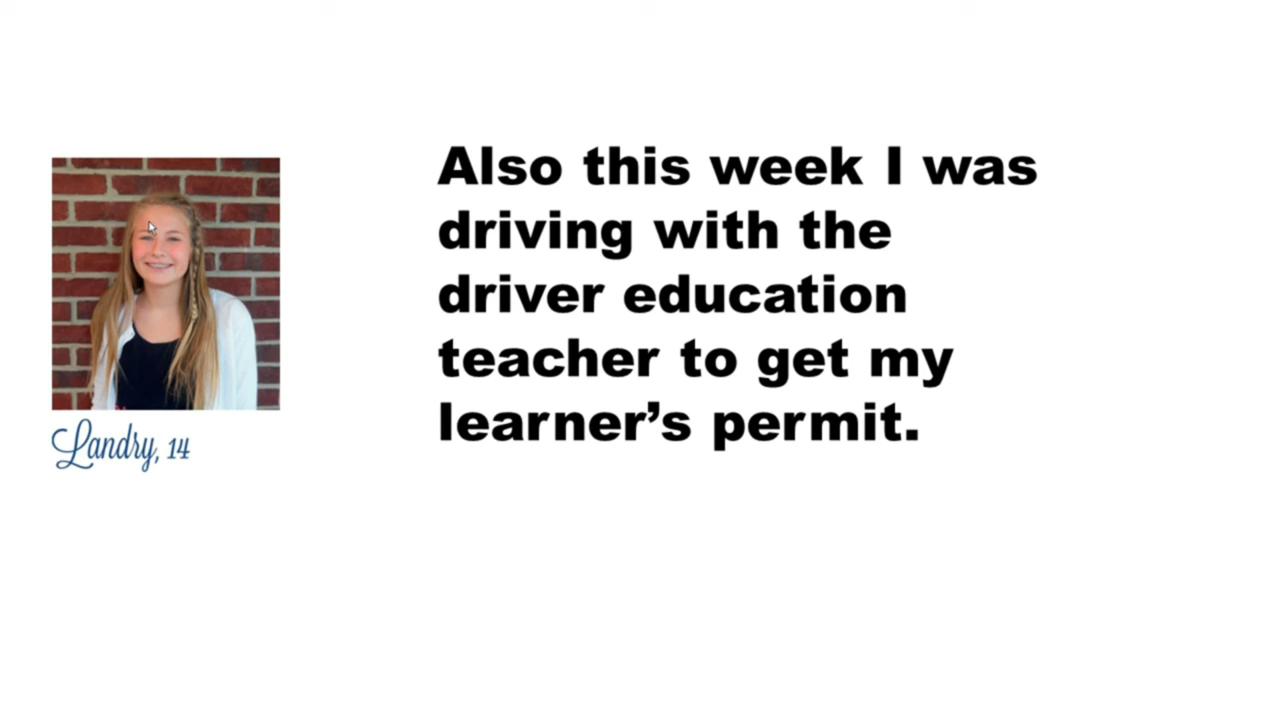 Also this week I was
driving with the
driver education
teacher to get my
learner’s permit.
Landry, 14